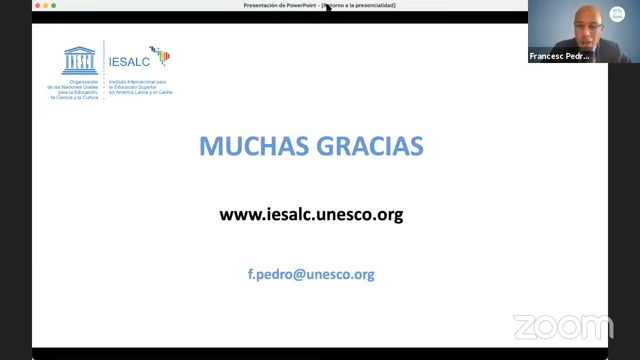 Presentación de PowerPoint - [Retorno a la presencialidad]
Francesc Pedr...
UNESCO
IESALC
Organización
de las Naciones Unidas
para la Educación,
la Ciencia y la Cultura
Instituto Internacional para
la Educación Superior
en América Latina y el Caribe
MUCHAS GRACIAS
www.iesalc.unesco.org
f.pedro@unesco.org
zoom